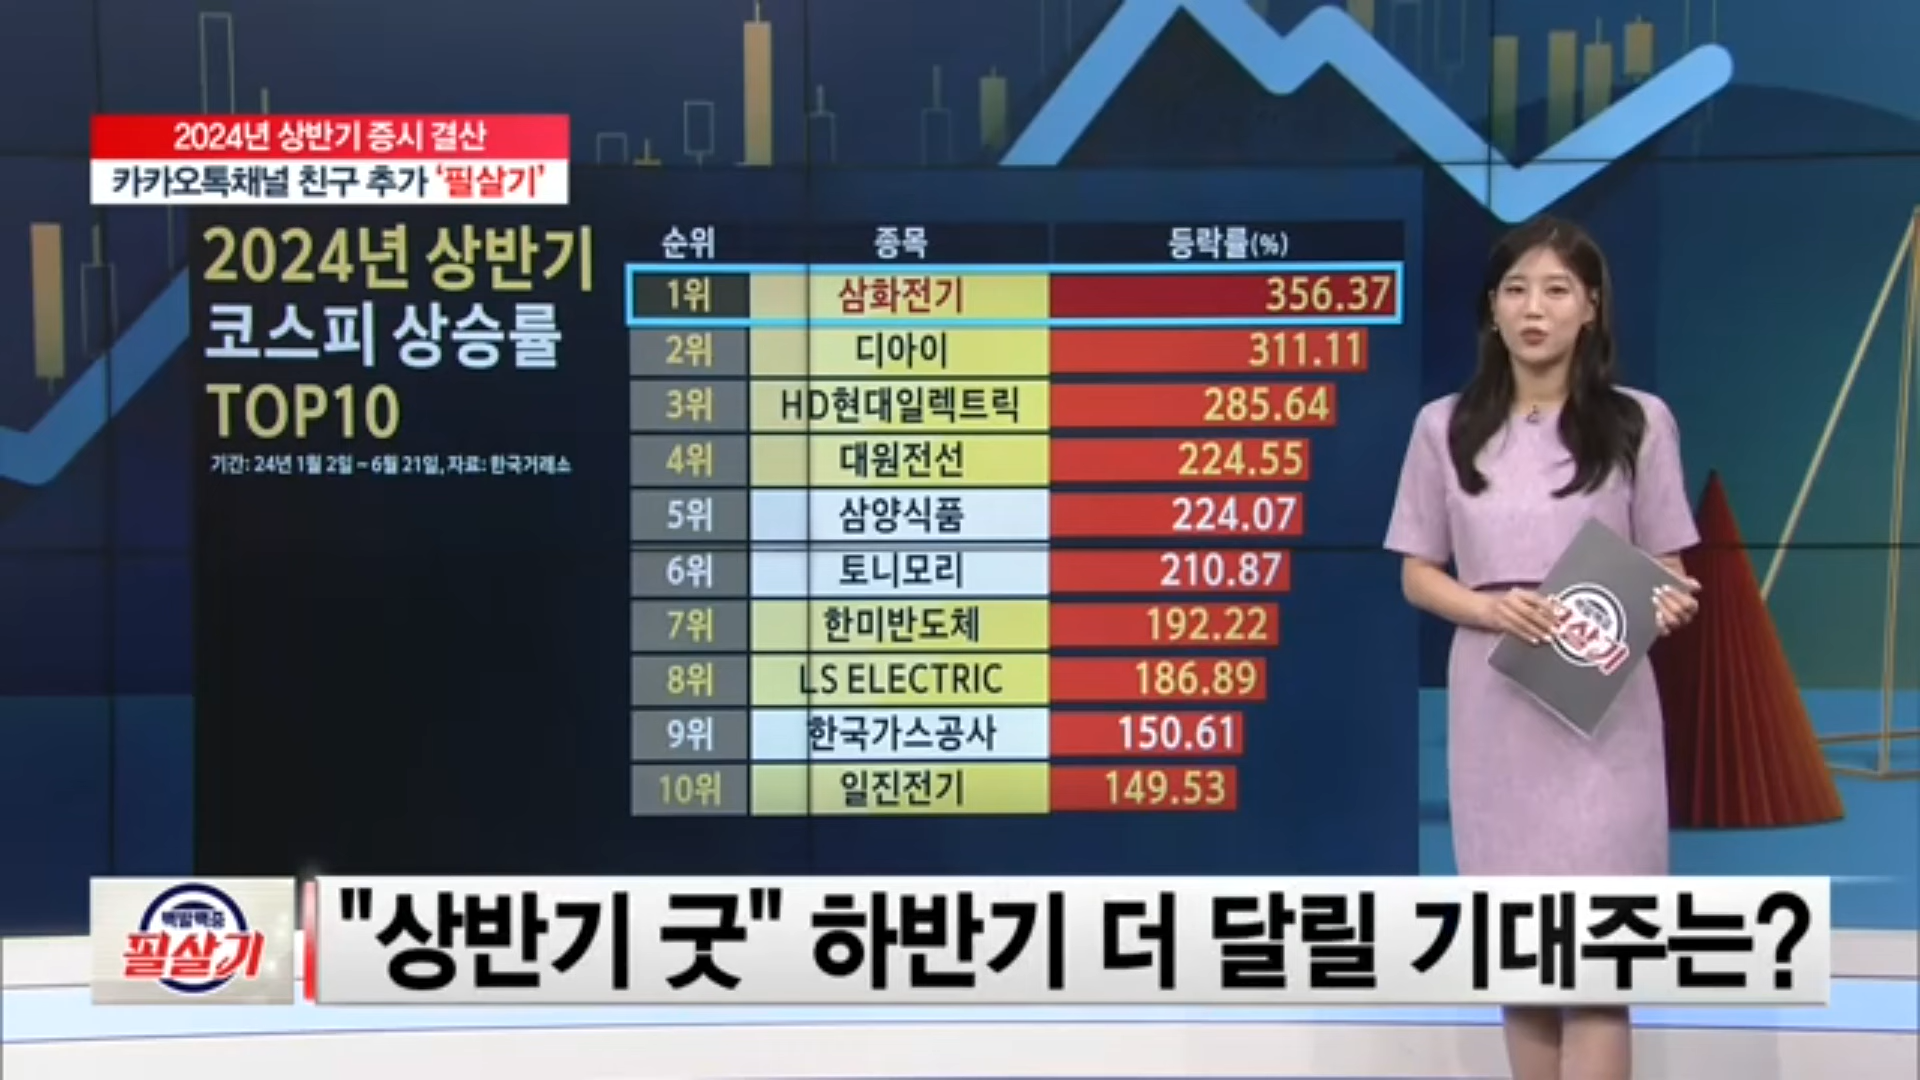 2024년 상반기 증시 결산
카카오톡채널 친구 추가 '필살기'
2024년 상반기
코스피 상승률
TOP10
기간: 24년 1월 2일 ~ 6월 21일, 자료: 한국거래소
순위 종목 등락률(%)
1위 삼화전기 356.37
2위 디아이 311.11
3위 HD현대일렉트릭 285.64
4위 대원전선 224.55
5위 삼양식품 224.07
6위 토니모리 210.87
7위 한미반도체 192.22
8위 LS ELECTRIC 186.89
9위 한국가스공사 150.61
10위 일진전기 149.53
필살기
백발백중
필살기
"상반기 굿" 하반기 더 달릴 기대주는?